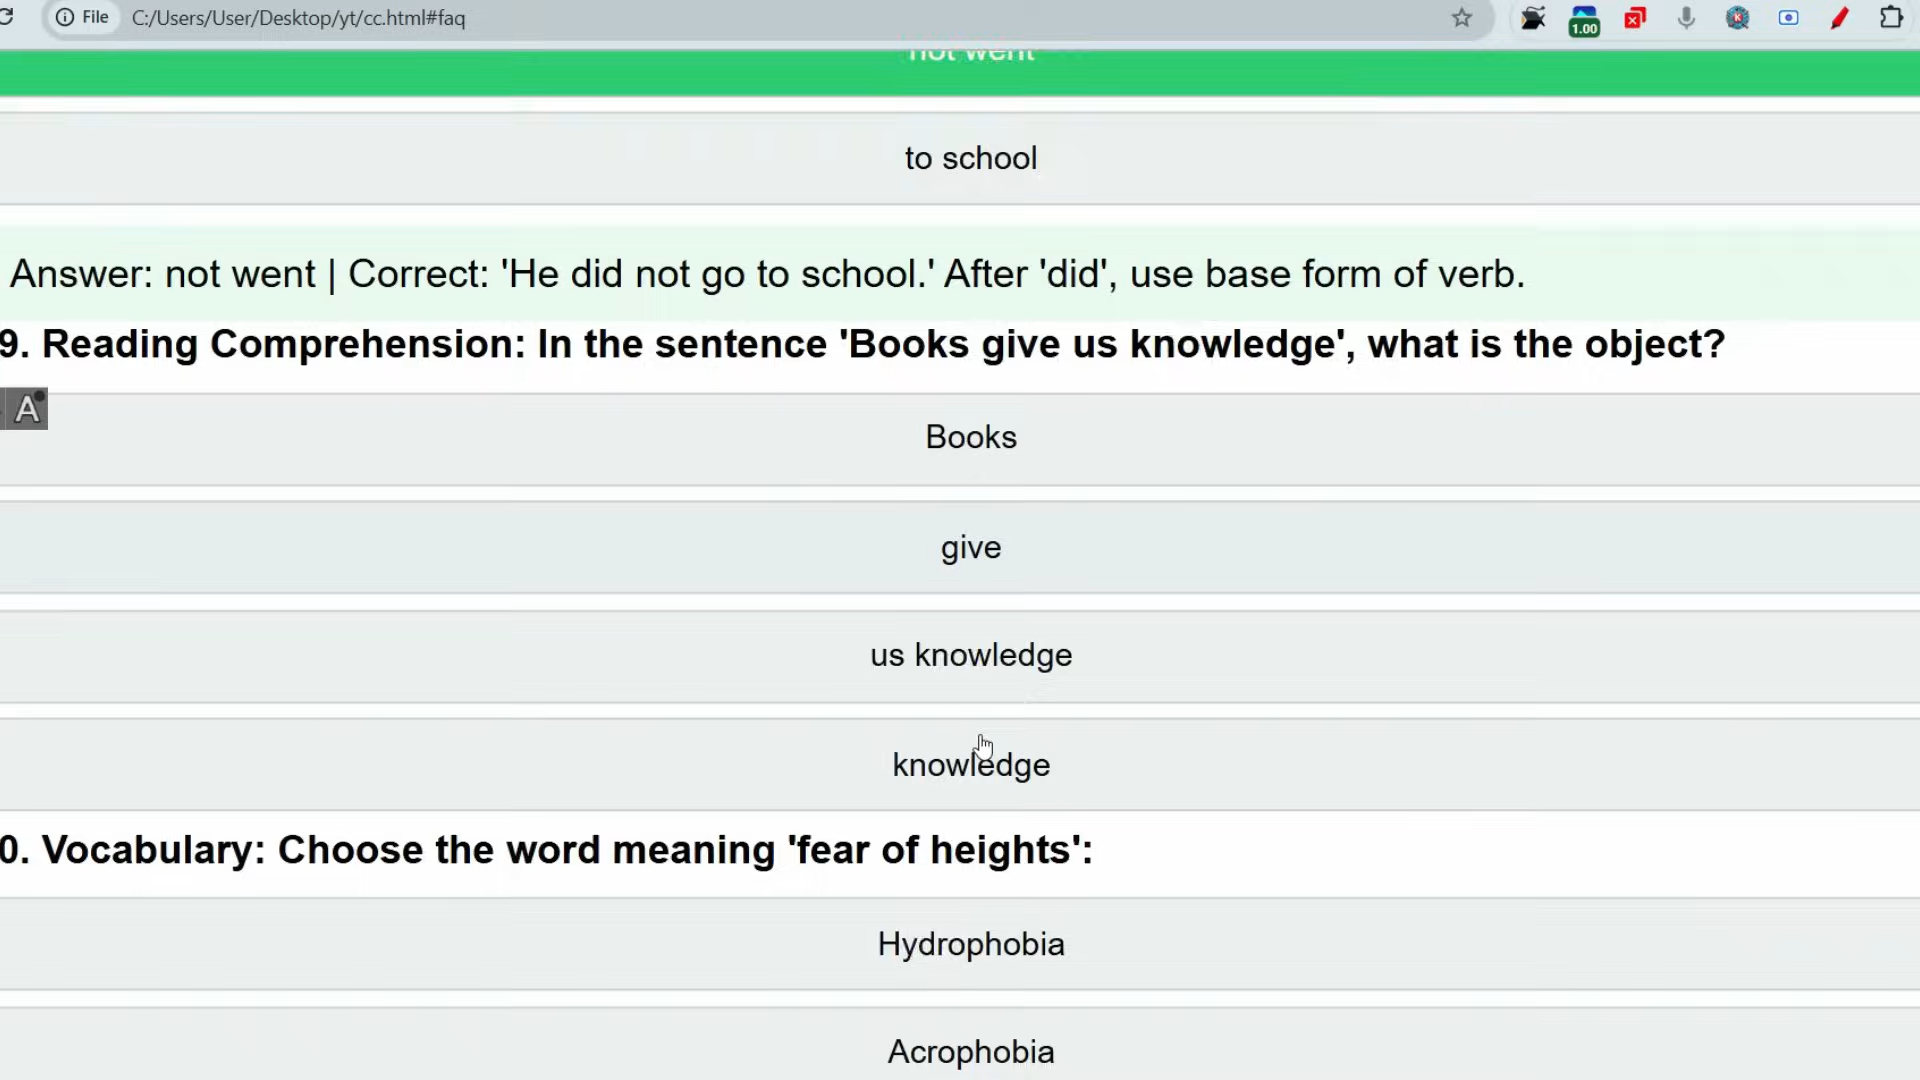 File C:/Users/User/Desktop/yt/cc.html#faq
1.00
not went
to school
Answer: not went | Correct: 'He did not go to school.' After 'did', use base form of verb.
9. Reading Comprehension: In the sentence 'Books give us knowledge', what is the object?
A
Books
give
us knowledge
knowledge
0. Vocabulary: Choose the word meaning 'fear of heights':
Hydrophobia
Acrophobia